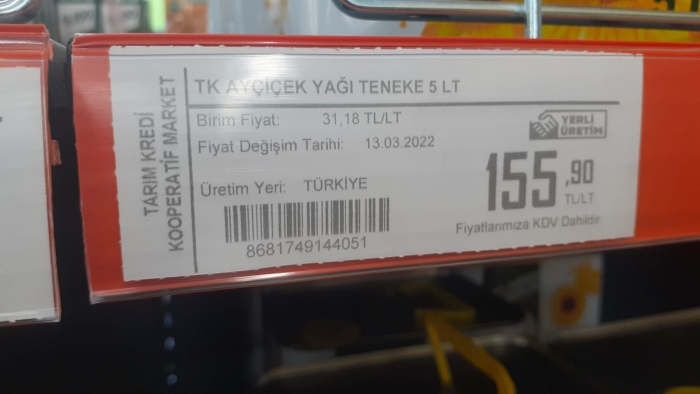 TARIM KREDİ
KOOPERATİF MARKET
TK AYÇİÇEK YAĞI TENEKE 5 LT
Birim Fiyat: 31,18 TL/LT
Fiyat Değişim Tarihi: 13.03.2022
YERLİ
ÜRETİM
155,90
TL/LT
Üretim Yeri: TÜRKİYE
Fiyatlarımıza KDV Dahildir
8681749144051